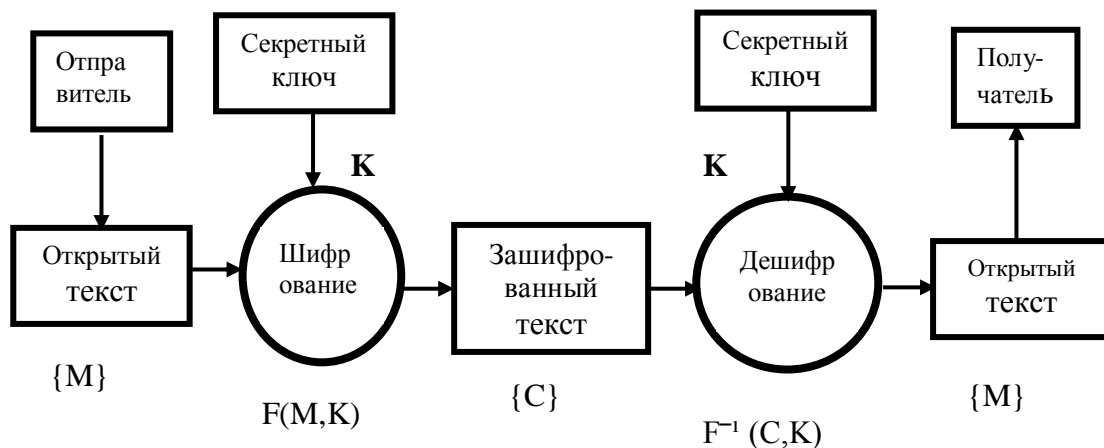 Отпра
витель
Секретный
ключ
Секретный
ключ
Полу-
чатель
K
K
Открытый
текст
Шифр
ование
Зашифро-
ванный
текст
Дешифр
ование
Открытый
текст
{M}
F(M,K)
{C}
F⁻¹ (C,K)
{M}